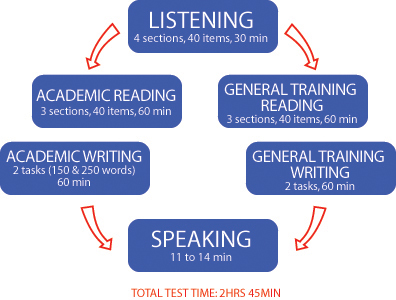 LISTENING
4 sections, 40 items, 30 min
ACADEMIC READING
3 sections, 40 items, 60 min
GENERAL TRAINING
READING
3 sections, 40 items, 60 min
ACADEMIC WRITING
2 tasks (150 & 250 words)
60 min
GENERAL TRAINING
WRITING
2 tasks, 60 min
SPEAKING
11 to 14 min
TOTAL TEST TIME: 2HRS 45MIN